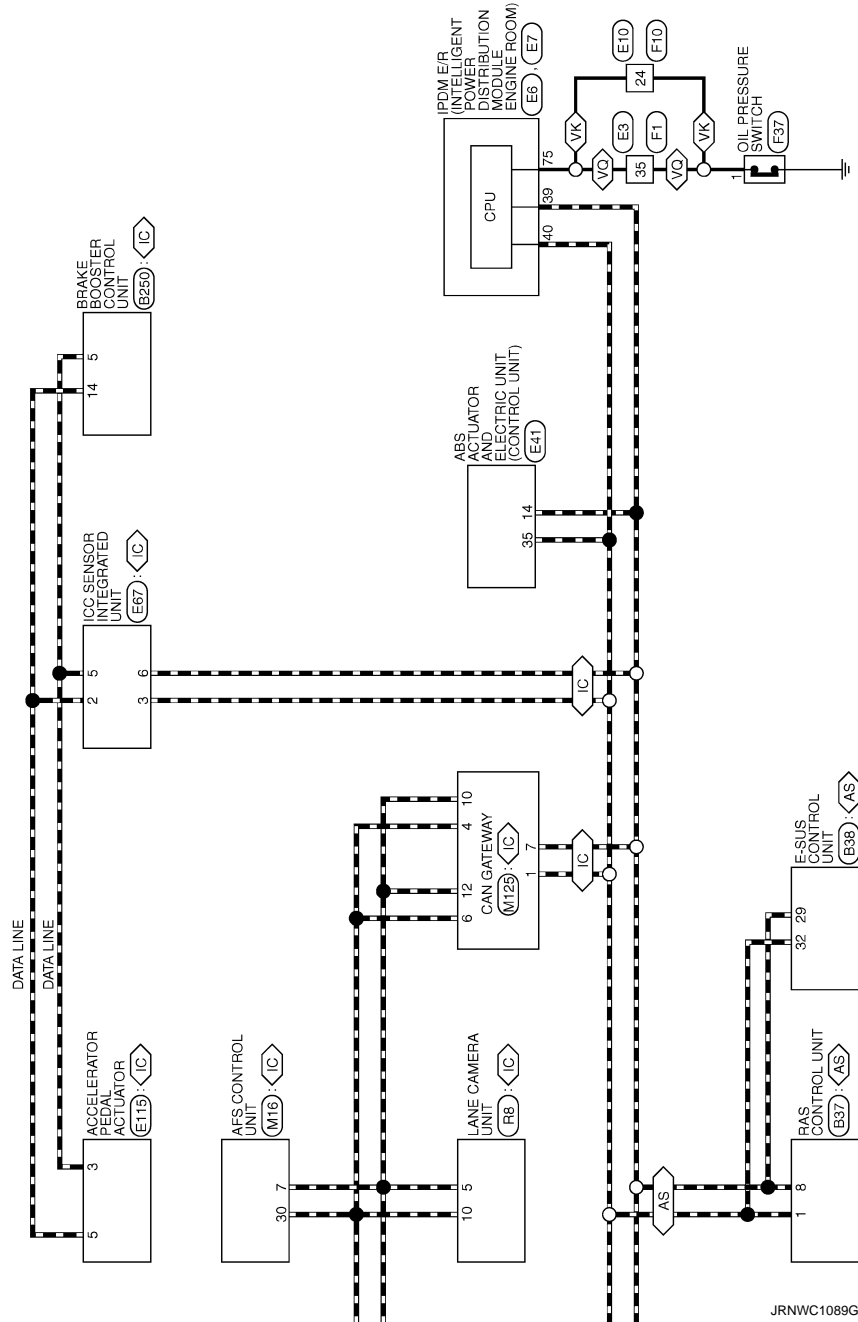 DATA LINE
DATA LINE
ACCELERATOR
PEDAL
ACTUATOR
E115 : IC
5
3
ICC SENSOR
INTEGRATED
UNIT
E67 : IC
2
5
3
6
BRAKE
BOOSTER
CONTROL
UNIT
B250 : IC
14
5
AFS CONTROL
UNIT
M16 : IC
30
7
LANE CAMERA
UNIT
R8 : IC
10
5
CAN GATEWAY
M125 : IC
6
12
4
10
1
7
IC
IC
ABS
ACTUATOR
AND
ELECTRIC UNIT
(CONTROL UNIT)
E41
35
14
IPDM E/R
(INTELLIGENT
POWER
DISTRIBUTION
MODULE
ENGINE ROOM)
E6 , E7
CPU
40
39
75
VK
VQ
35
E3
F1
24
E10
F10
VQ
VK
OIL PRESSURE
SWITCH
F37
1
AS
RAS
CONTROL UNIT
B37 : AS
1
8
E-SUS
CONTROL
UNIT
B38 : AS
32
29
JRNWC1089G